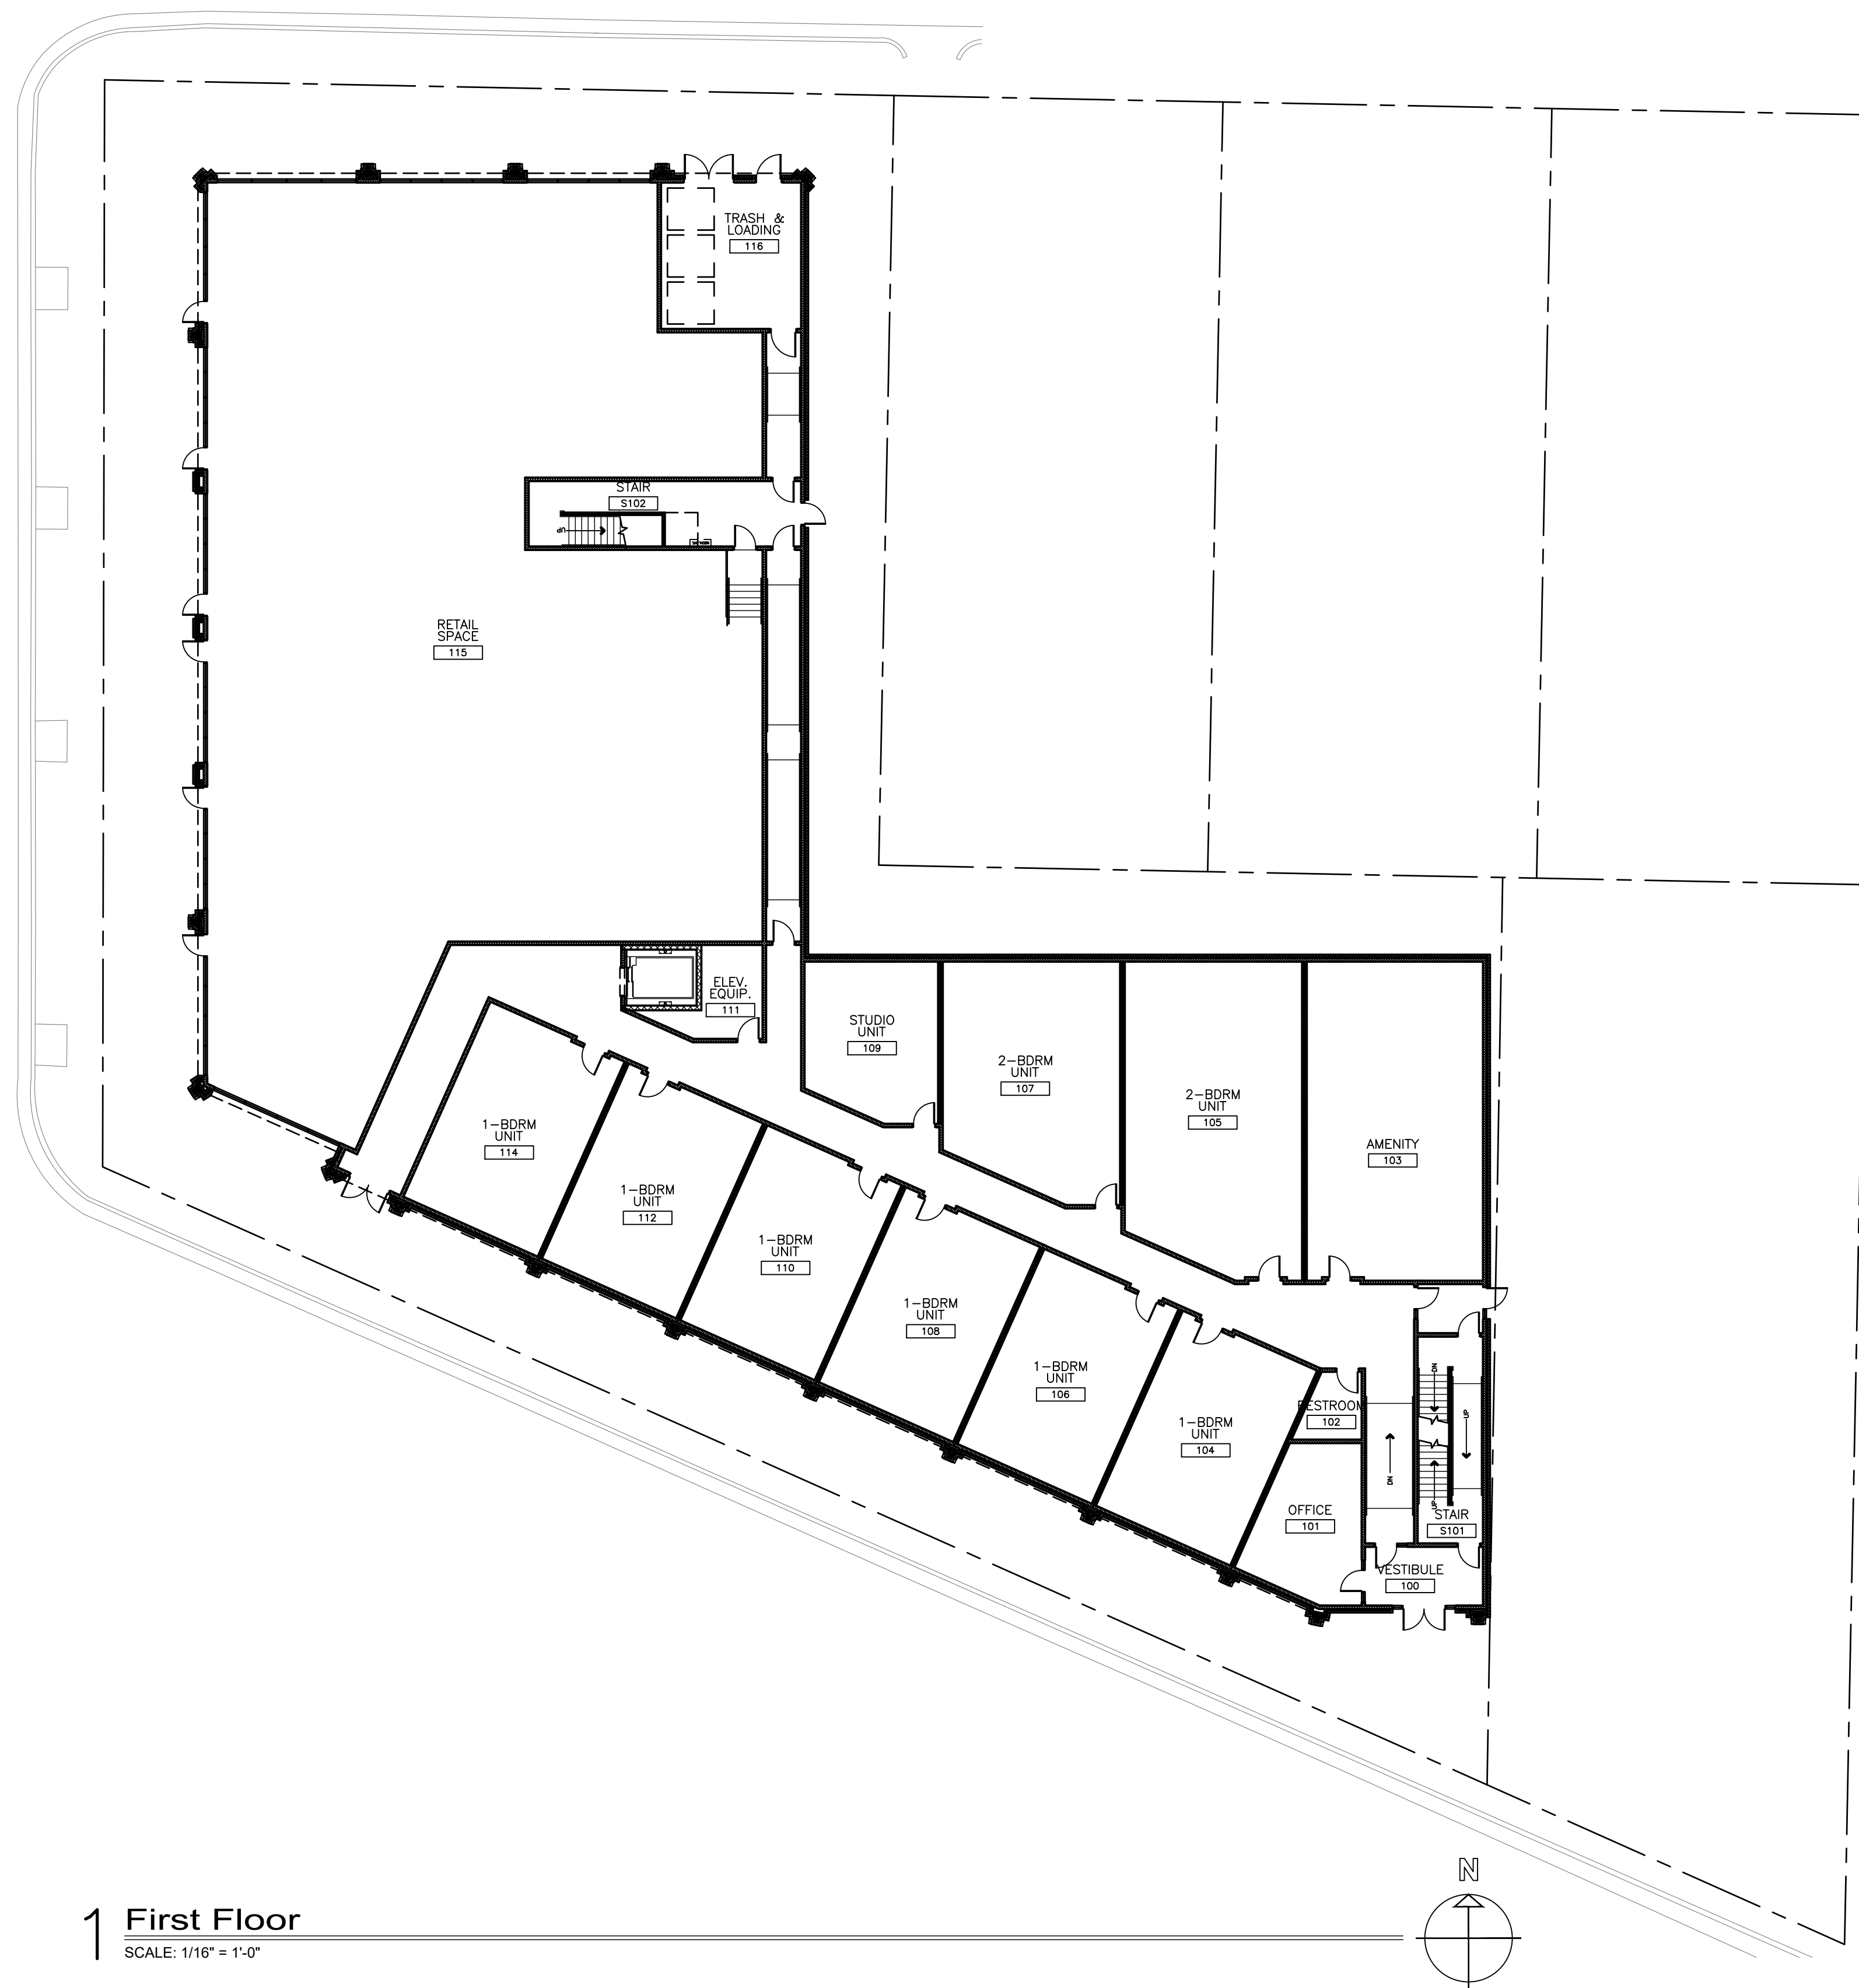 TRASH &
LOADING
116
STAIR
S102
UP
RETAIL
SPACE
115
ELEV.
EQUIP.
111
STUDIO
UNIT
109
2-BDRM
UNIT
107
2-BDRM
UNIT
105
AMENITY
103
1-BDRM
UNIT
114
1-BDRM
UNIT
112
1-BDRM
UNIT
110
1-BDRM
UNIT
108
1-BDRM
UNIT
106
1-BDRM
UNIT
104
RESTROOM
102
DN
UP
DN
UP
OFFICE
101
STAIR
S101
VESTIBULE
100
N
1
First Floor
SCALE: 1/16" = 1'-0"